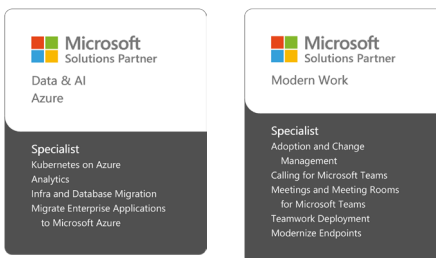 Microsoft
Solutions Partner
Data & AI
Azure
Specialist
Kubernetes on Azure
Analytics
Infra and Database Migration
Migrate Enterprise Applications
to Microsoft Azure
Microsoft
Solutions Partner
Modern Work
Specialist
Adoption and Change
Management
Calling for Microsoft Teams
Meetings and Meeting Rooms
for Microsoft Teams
Teamwork Deployment
Modernize Endpoints